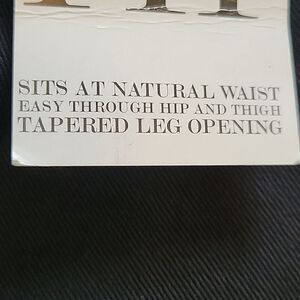 SITS AT NATURAL WAIST
EASY THROUGH HIP AND THIGH
TAPERED LEG OPENING